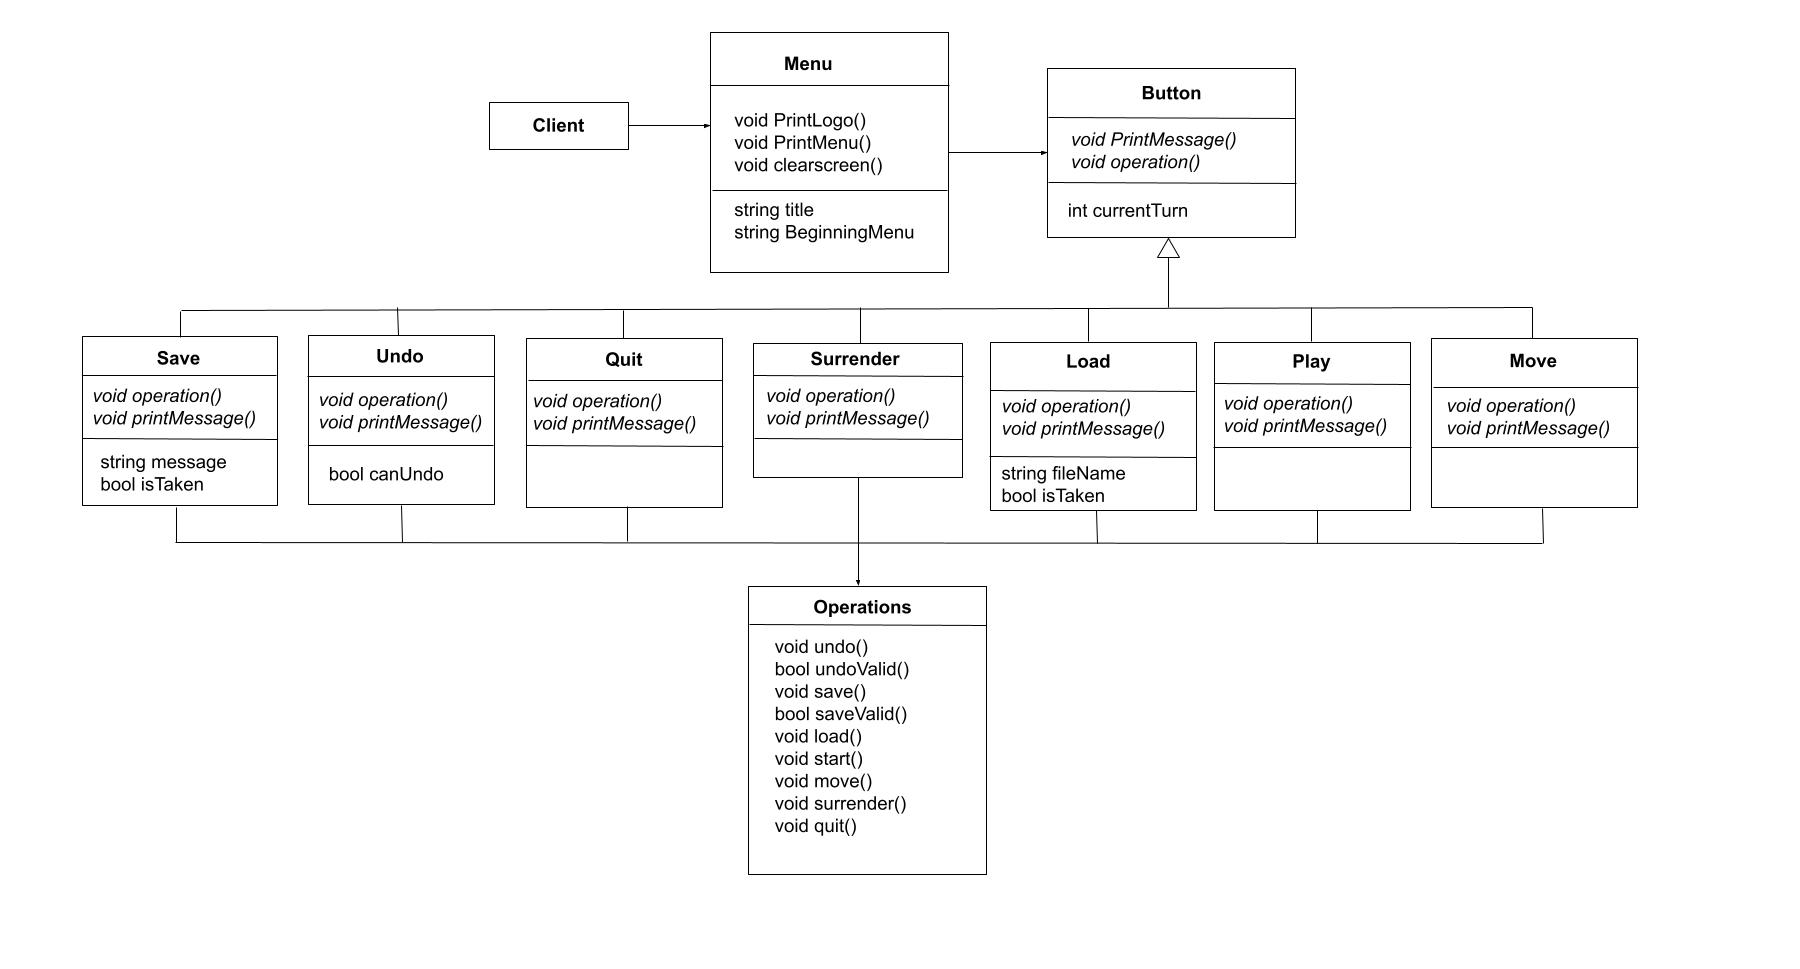 Menu
void PrintLogo()
void PrintMenu()
void clearscreen()
string title
string BeginningMenu
Client
Button
void PrintMessage()
void operation()
int currentTurn
Save
void operation()
void printMessage()
string message
bool isTaken
Undo
void operation()
void printMessage()
bool canUndo
Quit
void operation()
void printMessage()
Surrender
void operation()
void printMessage()
Load
void operation()
void printMessage()
string fileName
bool isTaken
Play
void operation()
void printMessage()
Move
void operation()
void printMessage()
Operations
void undo()
bool undoValid()
void save()
bool saveValid()
void load()
void start()
void move()
void surrender()
void quit()